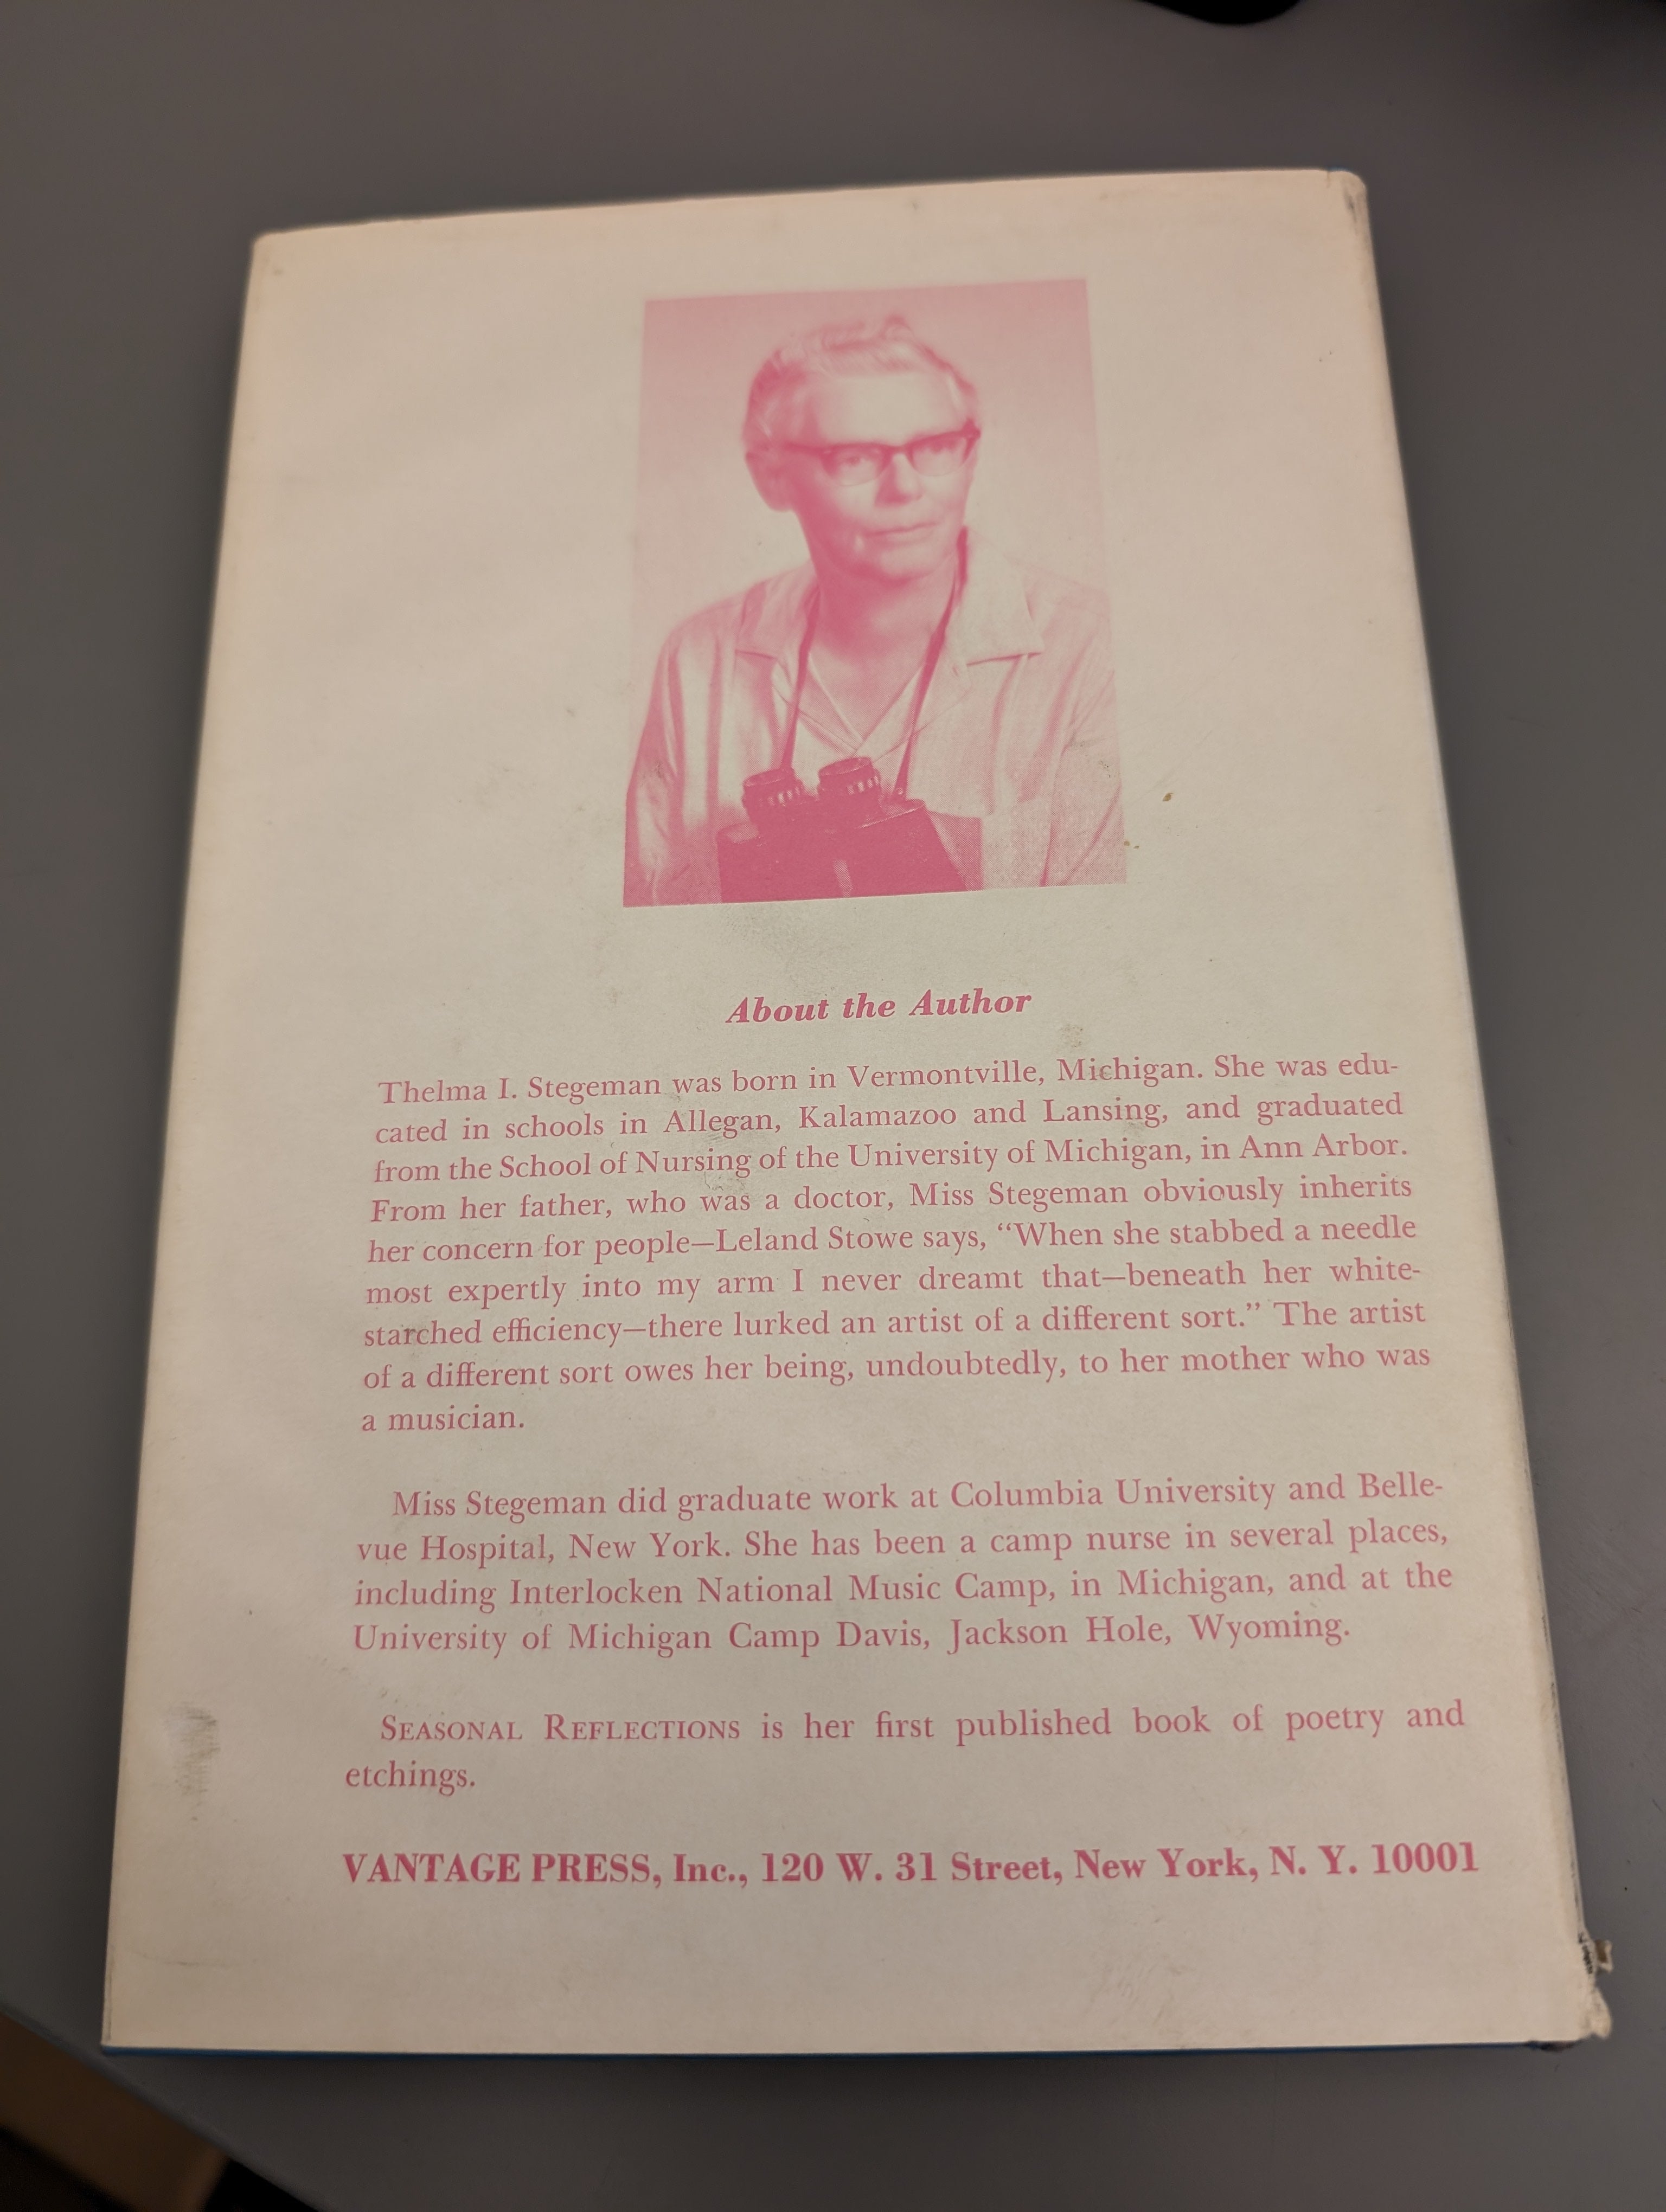 About the Author
Thelma I. Stegeman was born in Vermontville, Michigan. She was edu-
cated in schools in Allegan, Kalamazoo and Lansing, and graduated
from the School of Nursing of the University of Michigan, in Ann Arbor.
From her father, who was a doctor, Miss Stegeman obviously inherits
her concern for people—Leland Stowe says, “When she stabbed a needle
most expertly into my arm I never dreamt that—beneath her white-
starched efficiency—there lurked an artist of a different sort.” The artist
of a different sort owes her being, undoubtedly, to her mother who was
a musician.
Miss Stegeman did graduate work at Columbia University and Belle-
vue Hospital, New York. She has been a camp nurse in several places,
including Interlocken National Music Camp, in Michigan, and at the
University of Michigan Camp Davis, Jackson Hole, Wyoming.
SEASONAL REFLECTIONS is her first published book of poetry and
etchings.
VANTAGE PRESS, Inc., 120 W. 31 Street, New York, N. Y. 10001